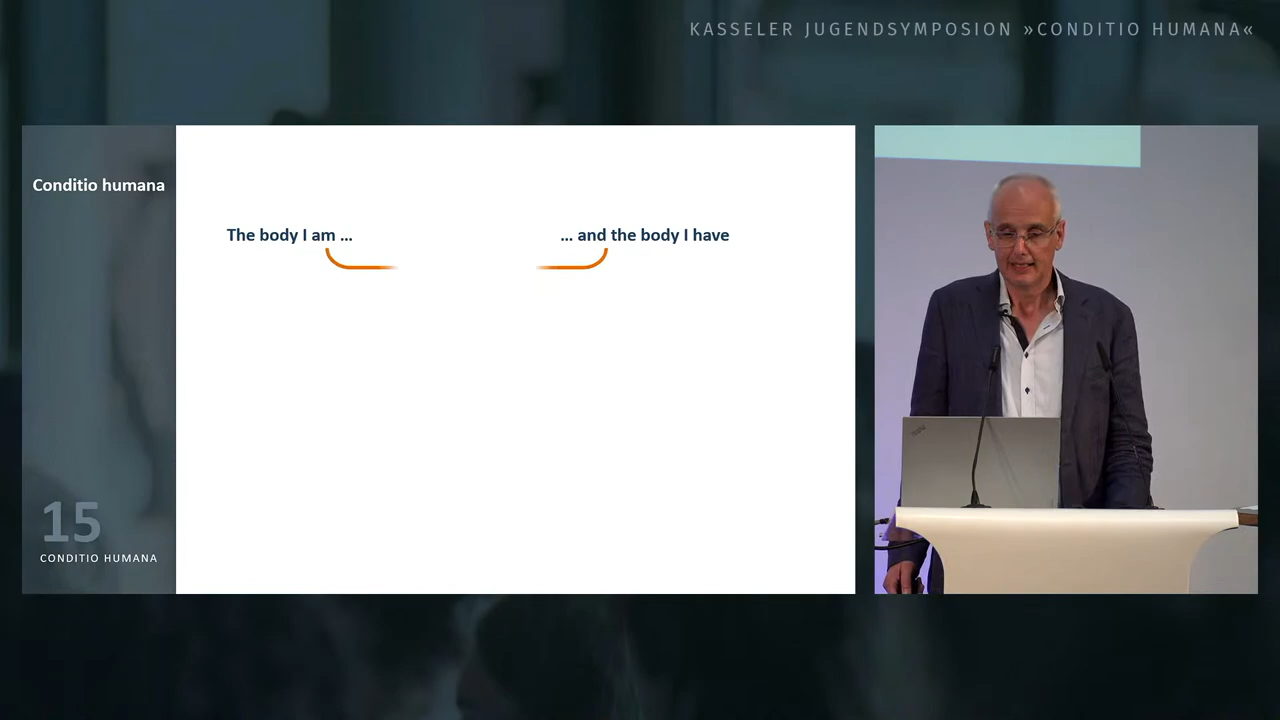 KASSELER JUGENDSYMPOSION »CONDITIO HUMANA«
Conditio humana
The body I am ...
... and the body I have
15
CONDITIO HUMANA